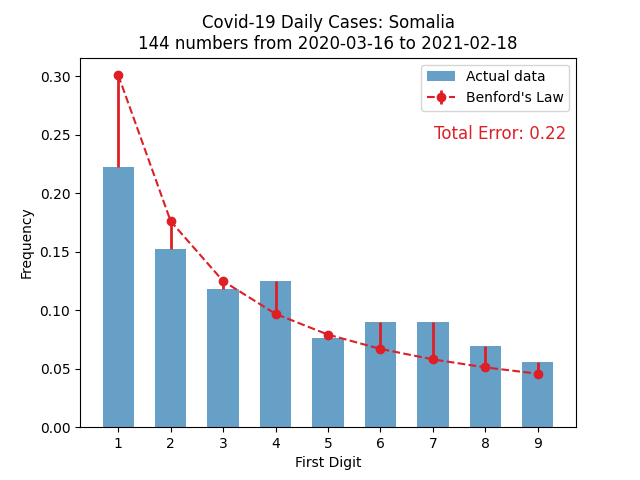 Covid-19 Daily Cases: Somalia
144 numbers from 2020-03-16 to 2021-02-18
Actual data
Benford's Law
Total Error: 0.22
Frequency
0.30
0.25
0.20
0.15
0.10
0.05
0.00
1 2 3 4 5 6 7 8 9
First Digit